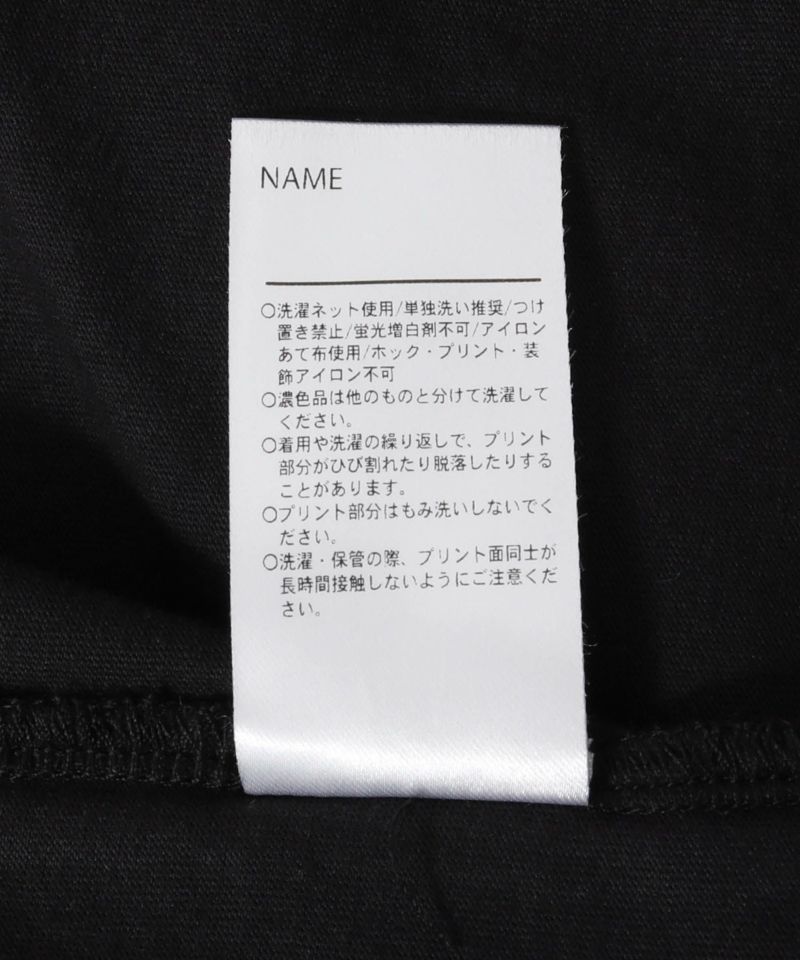 NAME
〇洗濯ネット使用/単独洗い推奨/つけ
置き禁止/蛍光増白剤不可/アイロン
あて布使用/ホック・プリント・装
飾アイロン不可
〇濃色品は他のものと分けて洗濯して
ください。
〇着用や洗濯の繰り返しで、プリント
部分がひび割れたり脱落したりする
ことがあります。
〇プリント部分はもみ洗いしないでく
ださい。
〇洗濯・保管の際、プリント面同士が
長時間接触しないようにご注意くだ
さい。